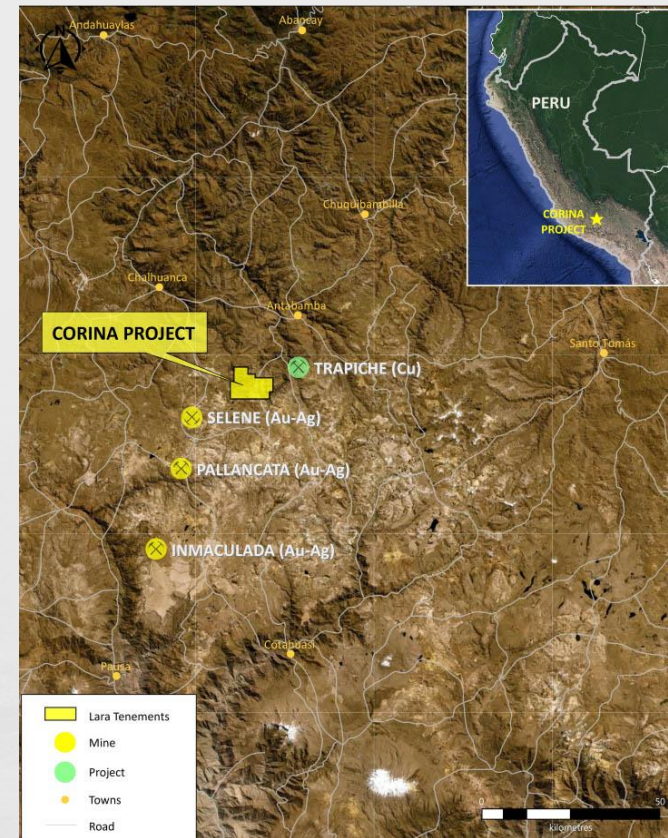 Andahuaylas
Abancay
N
PERU
CORINA
PROJECT
Chuquibambilla
Chalhuanca
Antabamba
CORINA PROJECT
Santo Tomás
TRAPICHE (Cu)
SELENE (Au-Ag)
PALLANCATA (Au-Ag)
INMACULADA (Au-Ag)
Cotahuasi
Pausa
Lara Tenements
Mine
Project
Towns
Road
0
50
kilometres